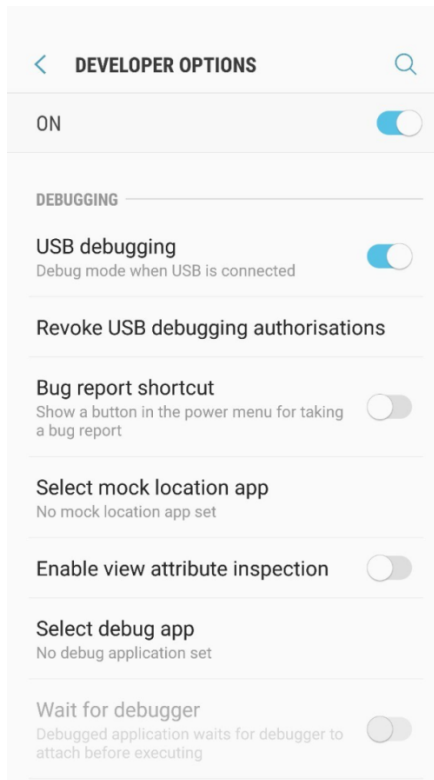 DEVELOPER OPTIONS
ON
DEBUGGING
USB debugging
Debug mode when USB is connected
Revoke USB debugging authorisations
Bug report shortcut
Show a button in the power menu for taking
a bug report
Select mock location app
No mock location app set
Enable view attribute inspection
Select debug app
No debug application set
Wait for debugger
Debugged application waits for debugger to
attach before executing